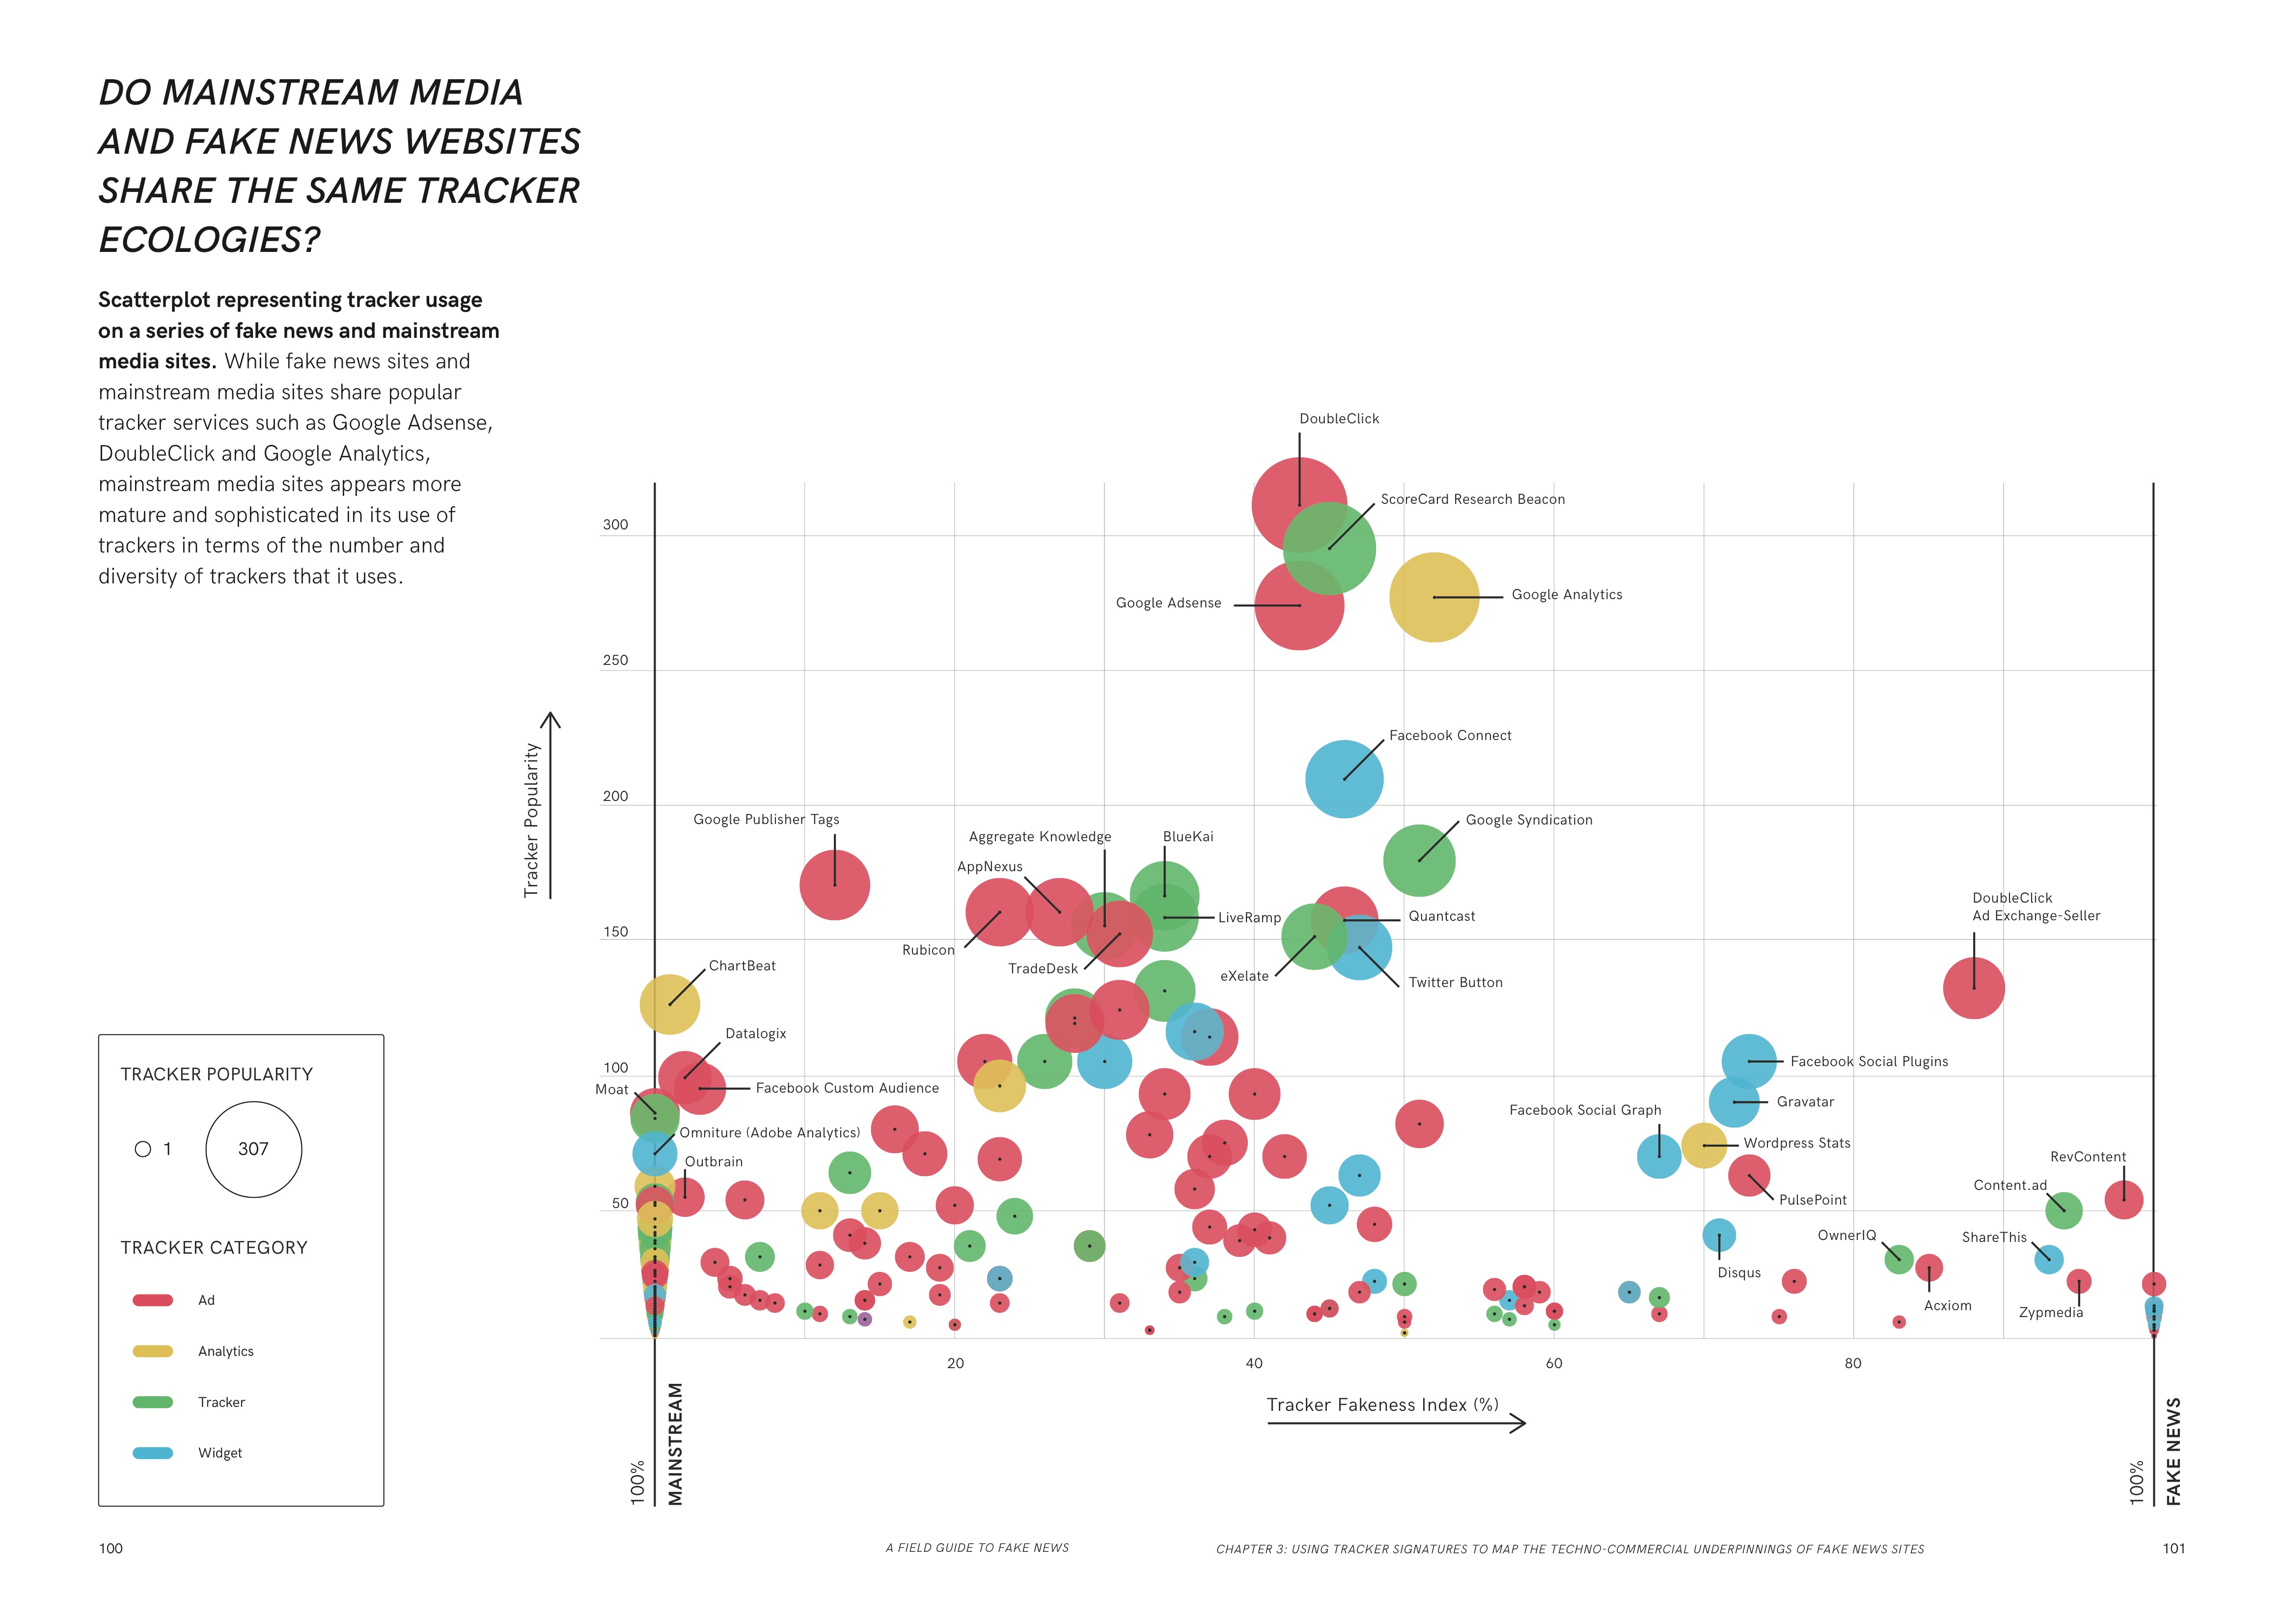 DO MAINSTREAM MEDIA
AND FAKE NEWS WEBSITES
SHARE THE SAME TRACKER
ECOLOGIES?
Scatterplot representing tracker usage
on a series of fake news and mainstream
media sites. While fake news sites and
mainstream media sites share popular
tracker services such as Google Adsense,
DoubleClick and Google Analytics,
mainstream media sites appears more
mature and sophisticated in its use of
trackers in terms of the number and
diversity of trackers that it uses.
DoubleClick
ScoreCard Research Beacon
300
Google Adsense
Google Analytics
250
Tracker Popularity
Facebook Connect
200
Google Publisher Tags
Google Syndication
Aggregate Knowledge
BlueKai
AppNexus
DoubleClick
Ad Exchange-Seller
LiveRamp
Quantcast
150
Rubicon
TradeDesk
eXelate
Twitter Button
ChartBeat
Datalogix
Facebook Social Plugins
100
Moat
Facebook Custom Audience
Gravatar
Facebook Social Graph
Omniture (Adobe Analytics)
Wordpress Stats
Outbrain
RevContent
Content.ad
PulsePoint
50
OwnerIQ
ShareThis
Disqus
Acxiom
Zypmedia
20
40
60
80
Tracker Fakeness Index (%)
100%
MAINSTREAM
100%
FAKE NEWS
TRACKER POPULARITY
1
307
TRACKER CATEGORY
Ad
Analytics
Tracker
Widget
100
A FIELD GUIDE TO FAKE NEWS
CHAPTER 3: USING TRACKER SIGNATURES TO MAP THE TECHNO-COMMERCIAL UNDERPINNINGS OF FAKE NEWS SITES
101